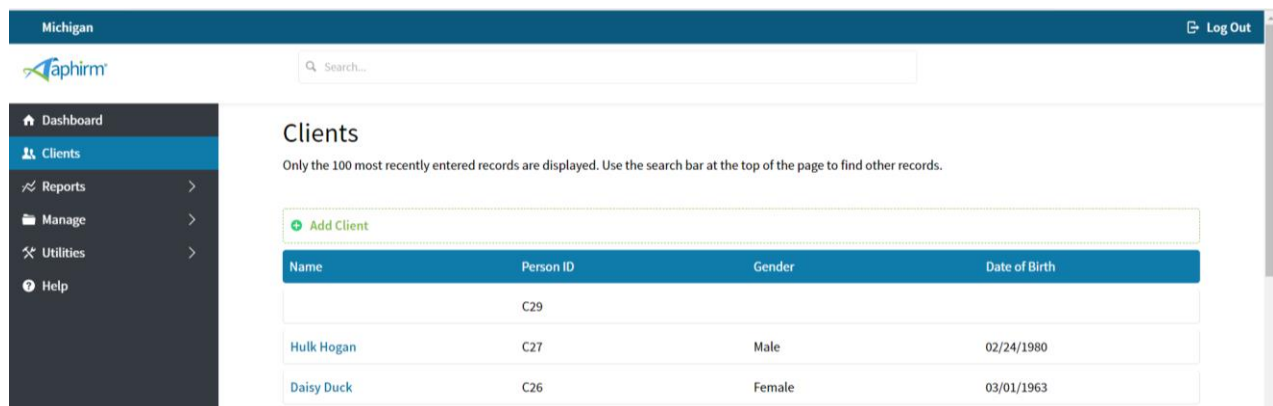 Michigan
Log Out
aphirm
Search...
Dashboard
Clients
Reports
Manage
Utilities
Help
Clients
Only the 100 most recently entered records are displayed. Use the search bar at the top of the page to find other records.
Add Client
Name Person ID Gender Date of Birth
C29
Hulk Hogan C27 Male 02/24/1980
Daisy Duck C26 Female 03/01/1963